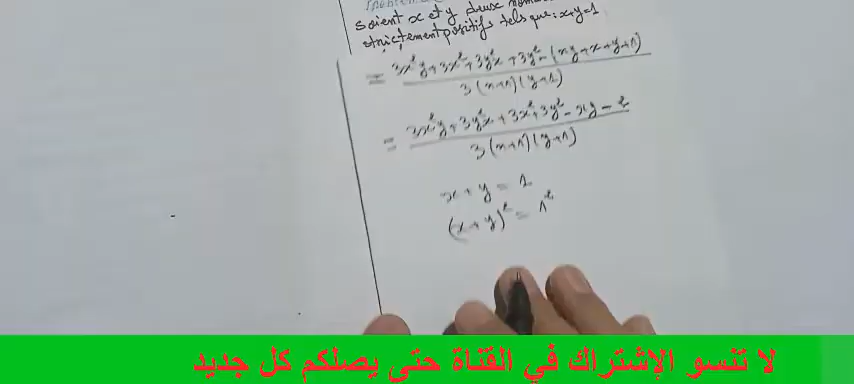 soient x et y deux
strictement positifs tels que : x+y=1
= 3x²y+3x²+3y²x+3y²-(xy+x+y+1) / 3(x+1)(y+1)
= 3x²y+3y²x+3x²+3y²-xy-2 / 3(x+1)(y+1)
x+y=1
(x+y)²=1²
لا تنسو الإشتراك في القناة حتى يصلكم كل جديد